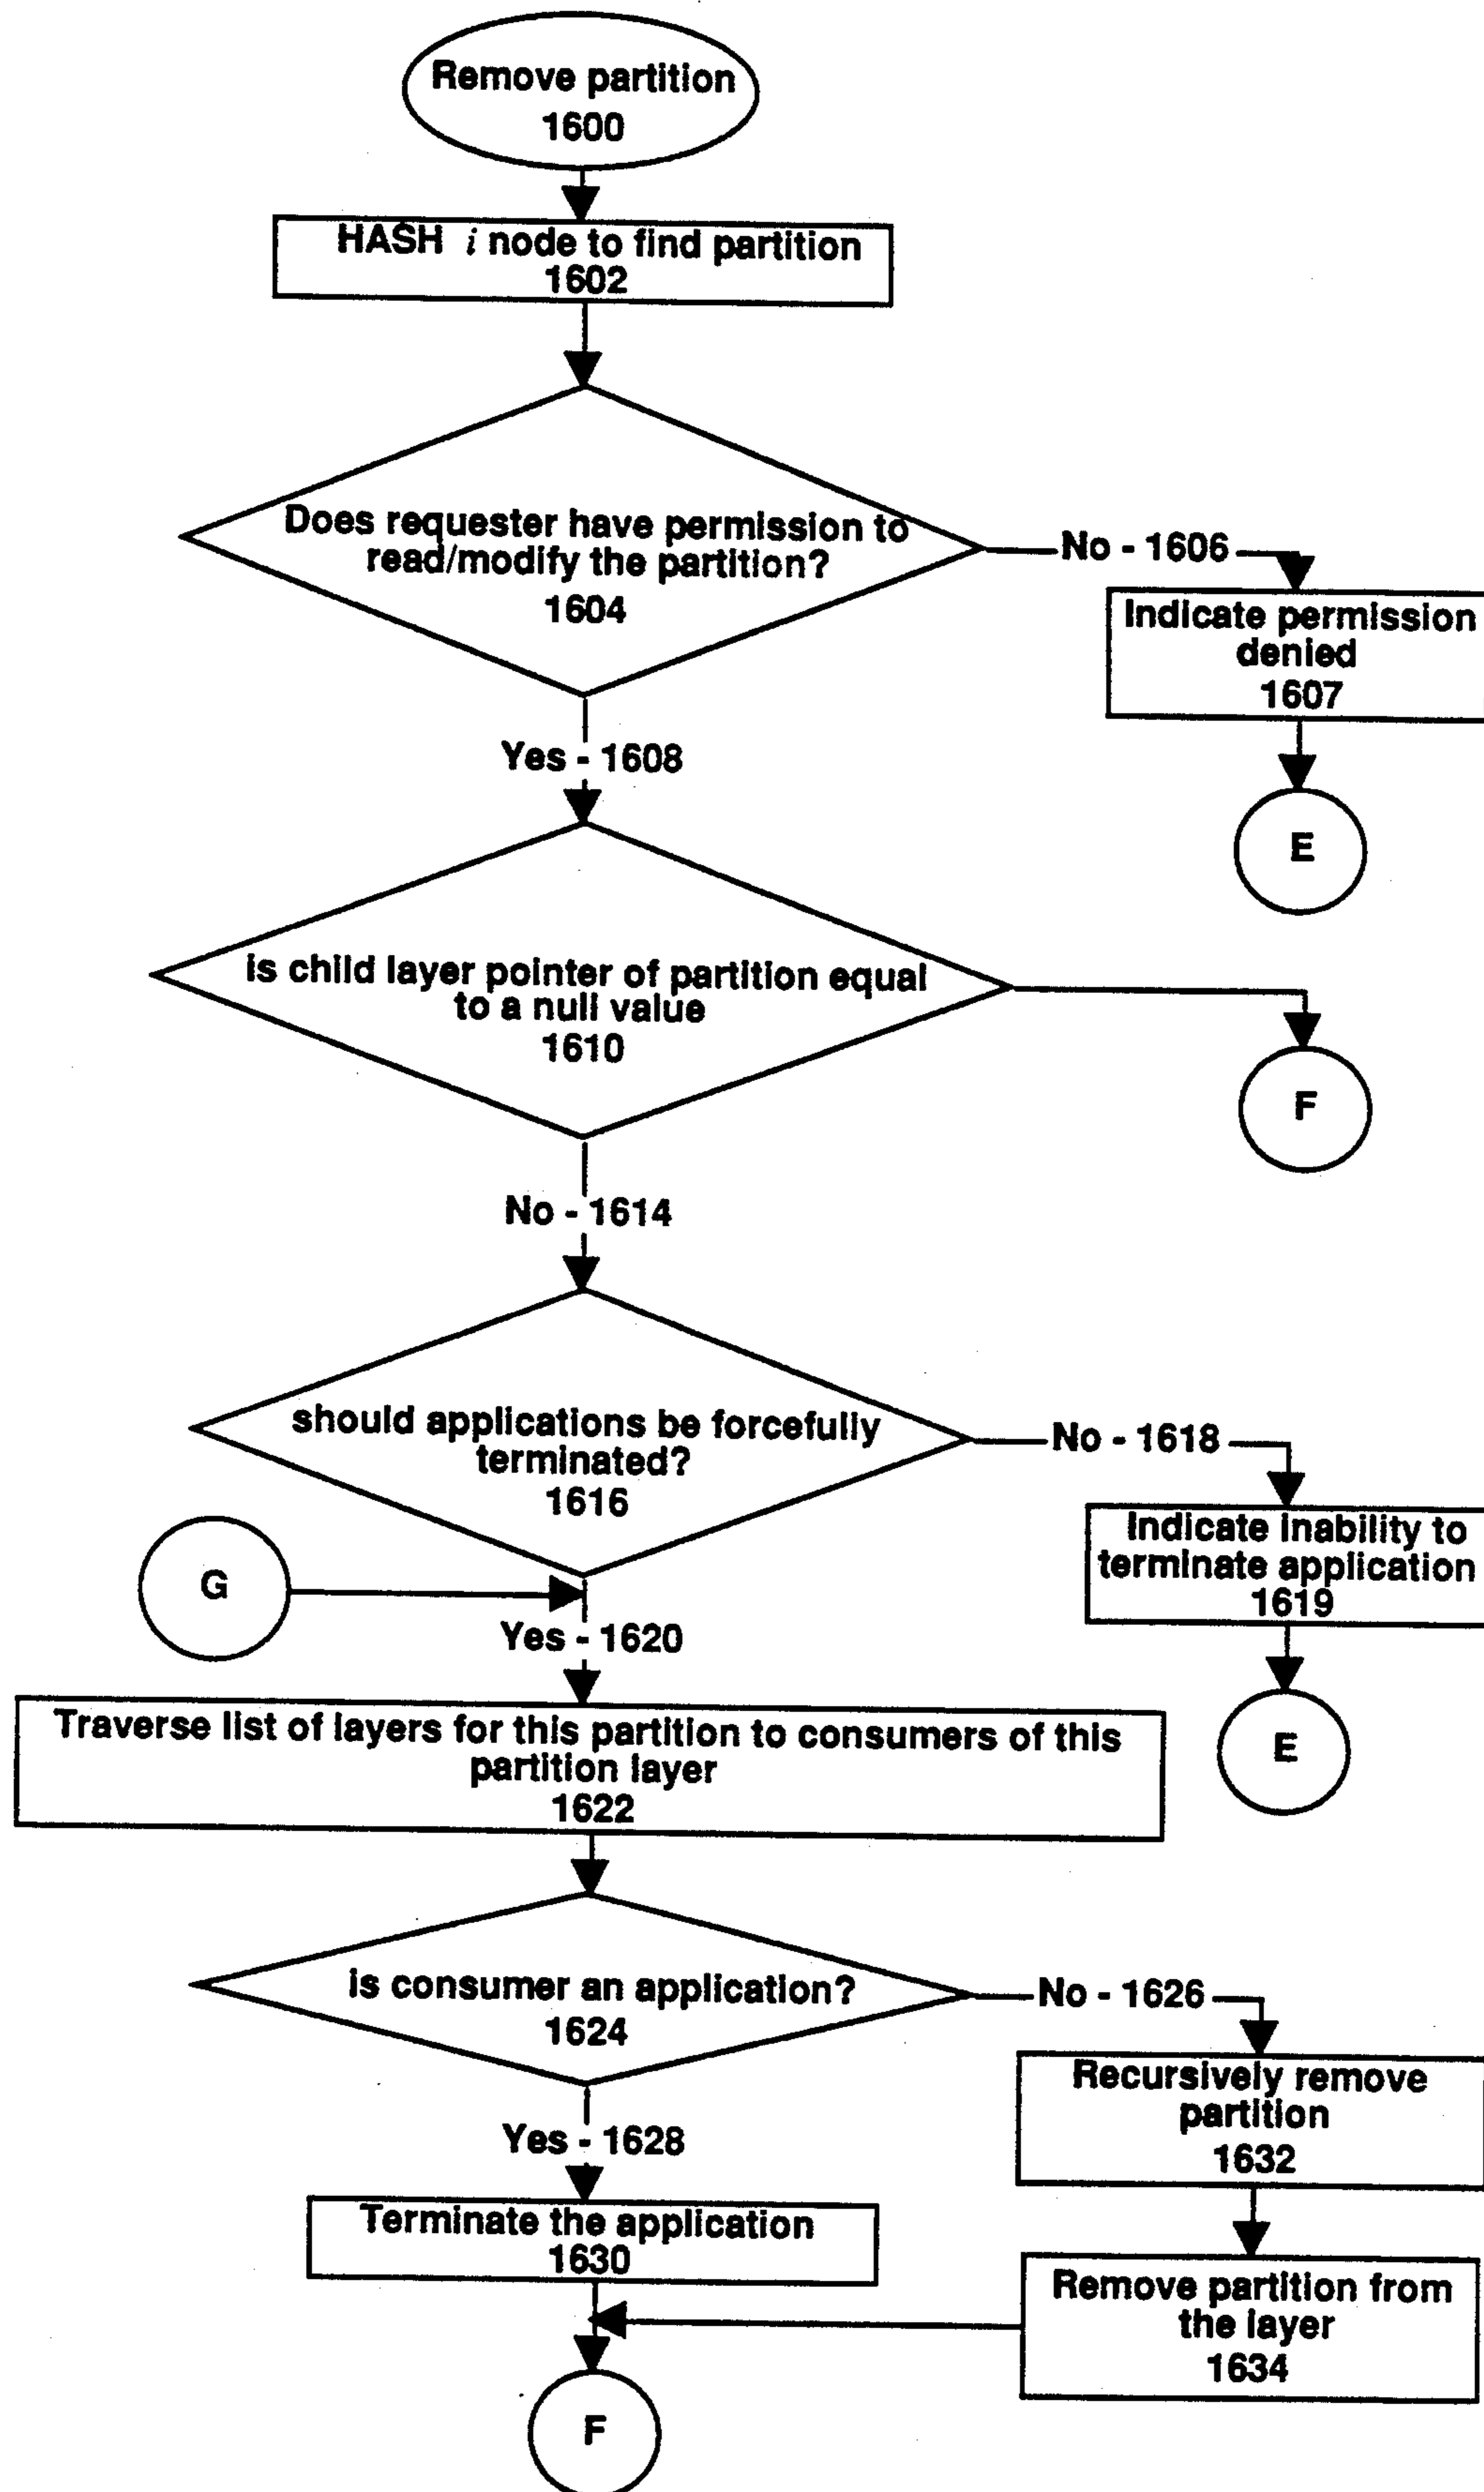 Remove partition
1600
HASH i node to find partition
1602
Does requester have permission to
read/modify the partition?
1604
No - 1606
Indicate permission
denied
1607
E
Yes - 1608
is child layer pointer of partition equal
to a null value
1610
F
No - 1614
should applications be forcefully
terminated?
1616
No - 1618
Indicate inability to
terminate application
1619
E
G
Yes - 1620
Traverse list of layers for this partition to consumers of this
partition layer
1622
is consumer an application?
1624
No - 1626
Recursively remove
partition
1632
Yes - 1628
Terminate the application
1630
Remove partition from
the layer
1634
F